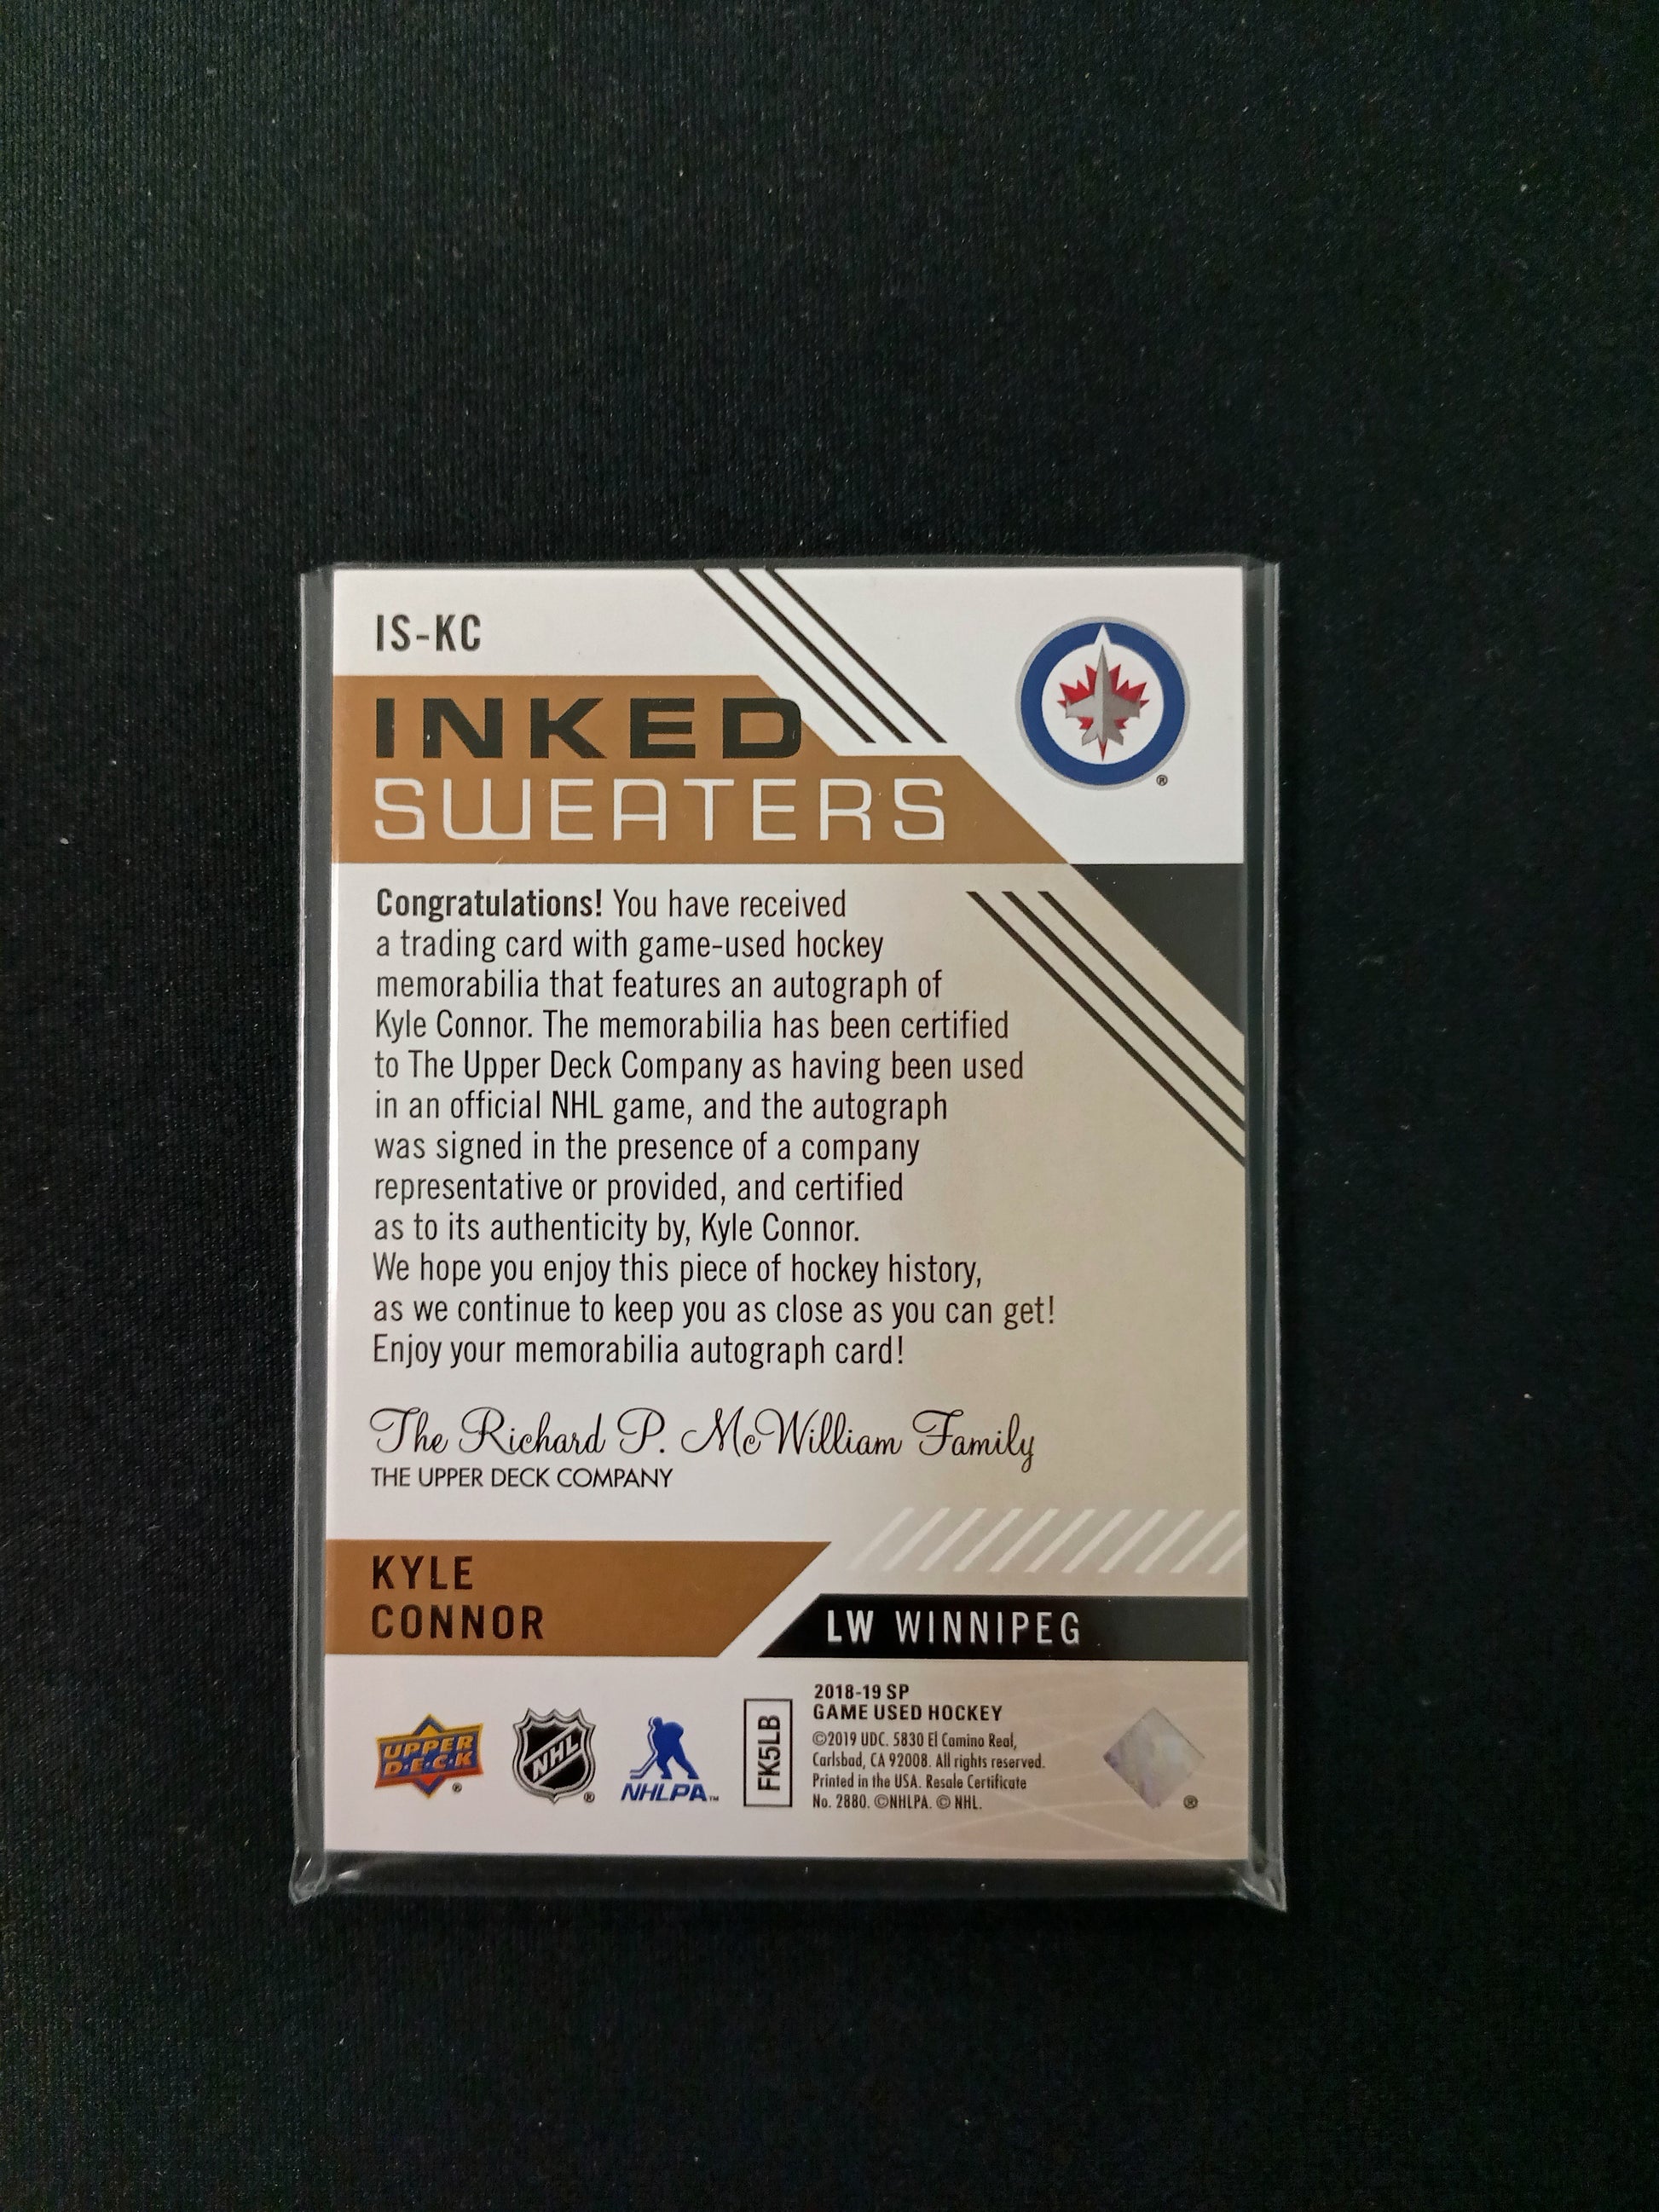 IS-KC
INKED
SWEATERS
®
Congratulations! You have received
a trading card with game-used hockey
memorabilia that features an autograph of
Kyle Connor. The memorabilia has been certified
to The Upper Deck Company as having been used
in an official NHL game, and the autograph
was signed in the presence of a company
representative or provided, and certified
as to its authenticity by, Kyle Connor.
We hope you enjoy this piece of hockey history,
as we continue to keep you as close as you can get!
Enjoy your memorabilia autograph card!
The Richard P. McWilliam Family
THE UPPER DECK COMPANY
KYLE
CONNOR
LW WINNIPEG
UPPER
D·E·C·K
®
NHL
®
NHLPA™
FK5LB
2018-19 SP
GAME USED HOCKEY
©2019 UDC. 5830 El Camino Real,
Carlsbad, CA 92008. All rights reserved.
Printed in the USA. Resale Certificate
No. 2880. ©NHLPA. © NHL.
®